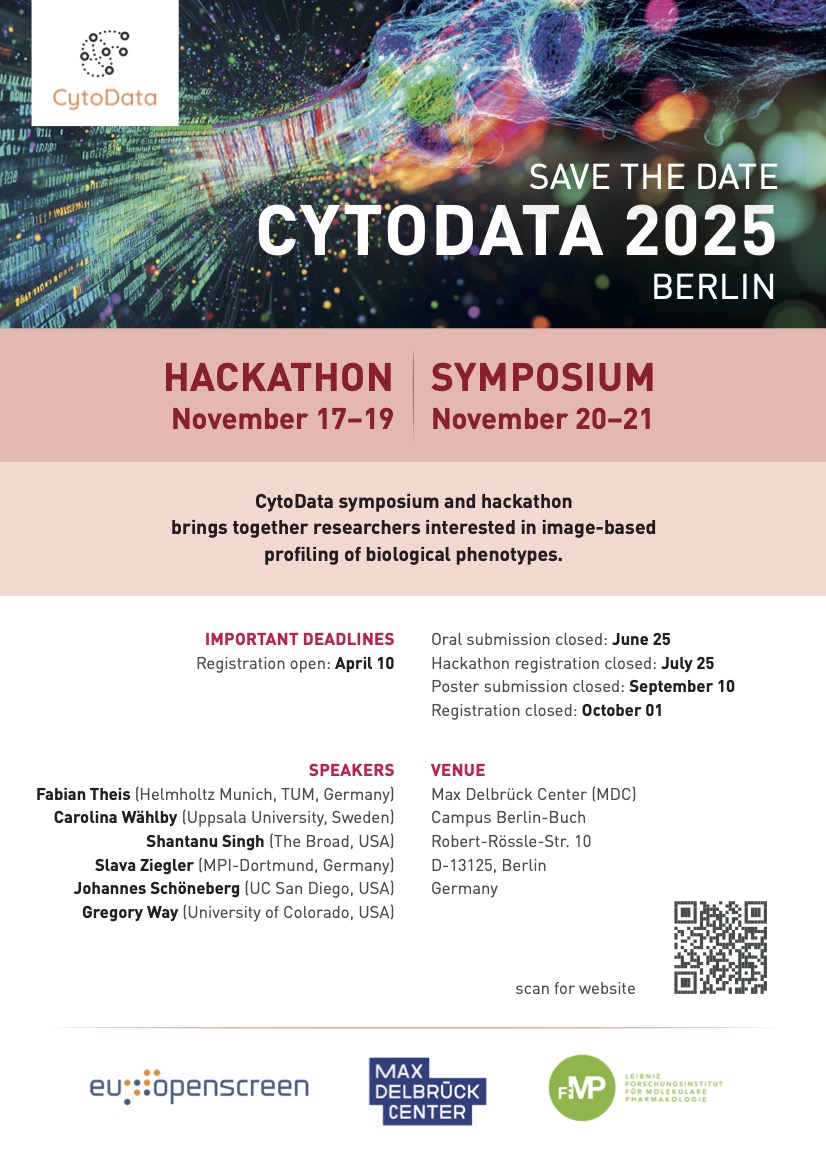 CytoData
SAVE THE DATE
CYTODATA 2025
BERLIN
HACKATHON
November 17–19
SYMPOSIUM
November 20–21
CytoData symposium and hackathon
brings together researchers interested in image-based
profiling of biological phenotypes.
IMPORTANT DEADLINES
Registration open: April 10
Oral submission closed: June 25
Hackathon registration closed: July 25
Poster submission closed: September 10
Registration closed: October 01
SPEAKERS
Fabian Theis (Helmholtz Munich, TUM, Germany)
Carolina Wählby (Uppsala University, Sweden)
Shantanu Singh (The Broad, USA)
Slava Ziegler (MPI-Dortmund, Germany)
Johannes Schöneberg (UC San Diego, USA)
Gregory Way (University of Colorado, USA)
VENUE
Max Delbrück Center (MDC)
Campus Berlin-Buch
Robert-Rössle-Str. 10
D-13125, Berlin
Germany
scan for website
eu openscreen
MAX
DELBRÜCK
CENTER
FMP
LEIBNIZ
FORSCHUNGSINSTITUT
FÜR MOLEKULARE
PHARMAKOLOGIE